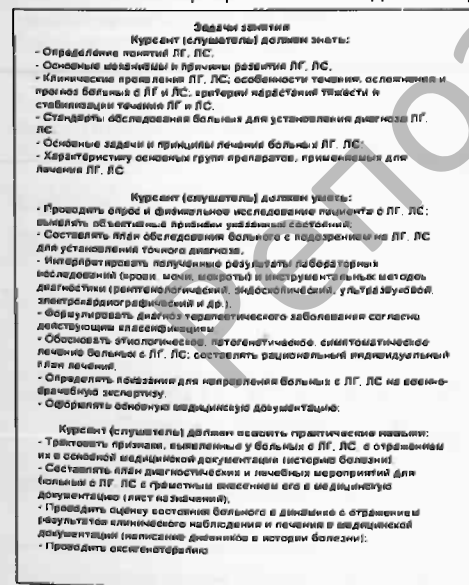 Задачи занятия
Курсант (слушатель) должен знать:
- Определение понятий ЛГ, ЛС.
- Основные механизмы и причины развития ЛГ, ЛС.
- Клинические проявления ЛГ, ЛС; особенности течения, осложнения и
прогноз больных с ЛГ и ЛС; критерии нарастания тяжести и
стабилизации течения ЛГ и ЛС.
- Стандарты обследования больных для установления диагноза ЛГ,
ЛС.
- Основные задачи и принципы лечения больных ЛГ, ЛС;
- Характеристику основных групп препаратов, применяемых для
лечения ЛГ, ЛС
Курсант (слушатель) должен уметь:
- Проводить опрос и физикальное исследование пациента с ЛГ, ЛС;
выявлять объективные признаки указанных состояний;
- Составлять план обследования больного с подозрением на ЛГ, ЛС
для установления точного диагноза,
- Интерпретировать полученные результаты лабораторных
исследований (крови, мочи, мокроты) и инструментальных методов
диагностики (рентгенологический, эндоскопический, ультразвуковой,
электрокардиографический и др.).
- Формулировать диагноз терапевтического заболевания согласно
действующим классификациям
- Обосновать этиологическое, патогенетическое, симптоматическое
лечение больных с ЛГ, ЛС; составлять рациональный индивидуальный
план лечения.
- Определять показания для направления больных с ЛГ, ЛС на военно-
врачебную экспертизу.
- Оформлять основную медицинскую документацию;
Курсант (слушатель) должен освоить практические навыки:
- Трактовать признаки, выявленные у больных с ЛГ, ЛС, с отражением
их в основной медицинской документации (истории болезни)
- Составлять план диагностических и лечебных мероприятий для
больных с ЛГ, ЛС с грамотным внесением его в медицинскую
документацию (лист назначений),
- Проводить оценку состояния больного в динамике с отражением
результатов клинического наблюдения и лечения в медицинской
документации (написание дневников в истории болезни);
- Проводить оксигенотерапию